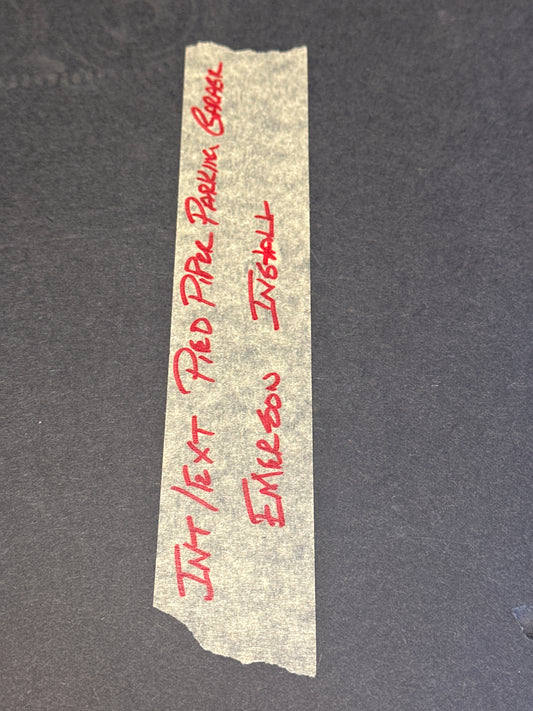 INT/EXT PIED PIPER PARKING GARAGE
EMERSON INSTALL